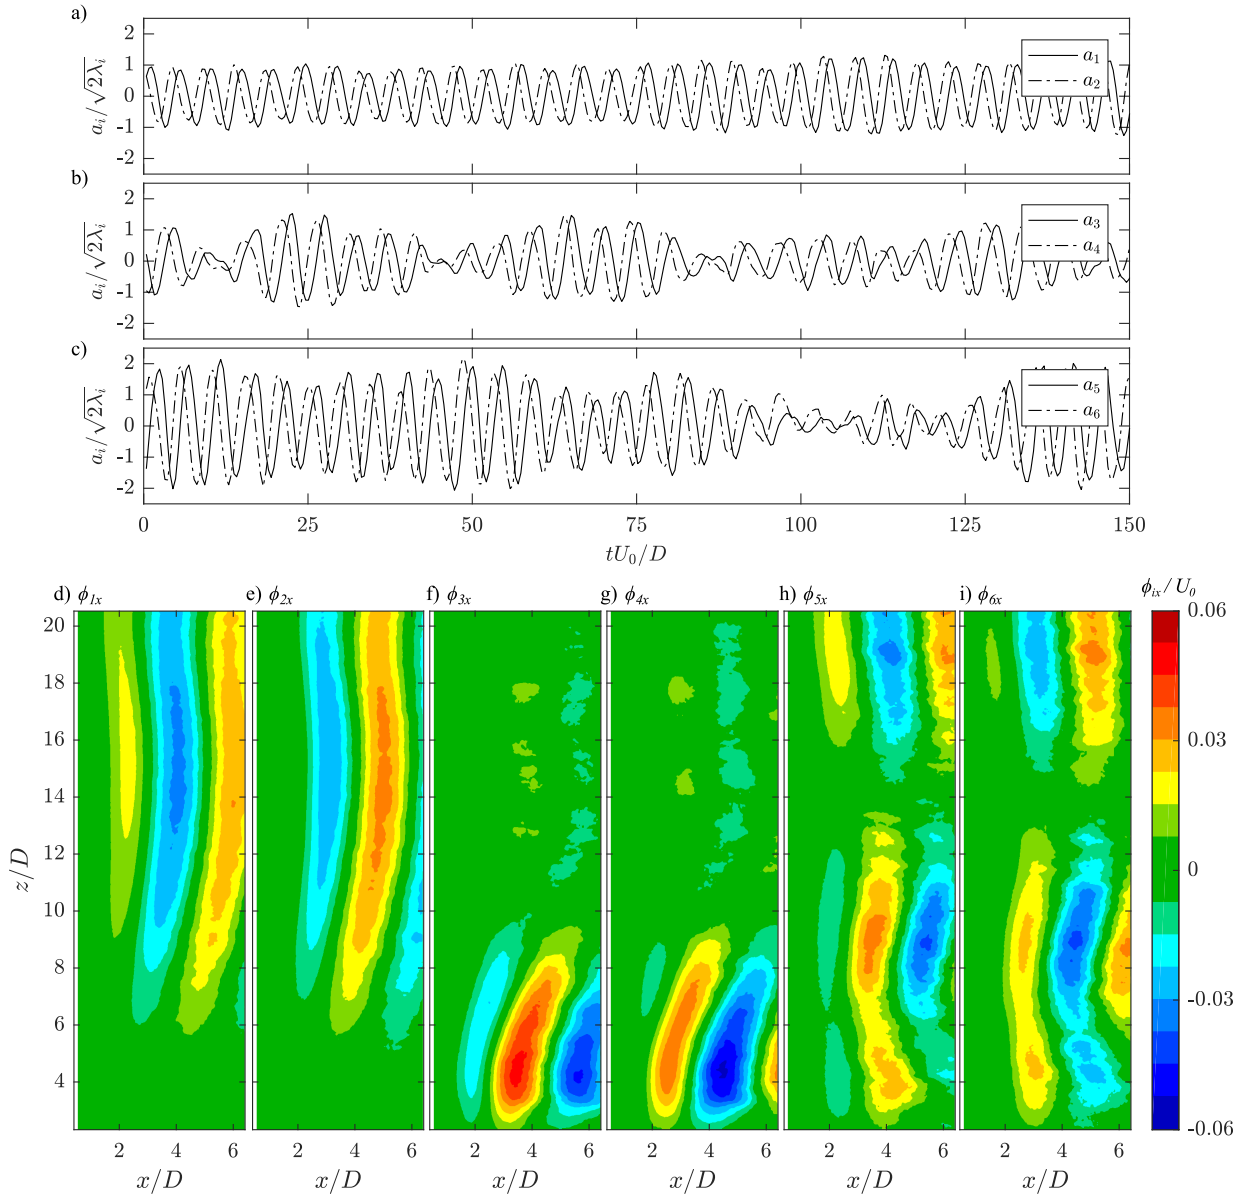 a)
2
1
0
-1
-2
a_i/√2λ_i
a_1
a_2
b)
2
1
0
-1
-2
a_i/√2λ_i
a_3
a_4
c)
2
1
0
-1
-2
a_i/√2λ_i
a_5
a_6
0 25 50 75 100 125 150
tU_0/D
d) ϕ_1x e) ϕ_2x f) ϕ_3x g) ϕ_4x h) ϕ_5x i) ϕ_6x ϕ_ix/U_0
20
18
16
14
12
10
8
6
4
z/D
0.06
0.03
0
-0.03
-0.06
2 4 6 2 4 6 2 4 6 2 4 6 2 4 6 2 4 6
x/D x/D x/D x/D x/D x/D